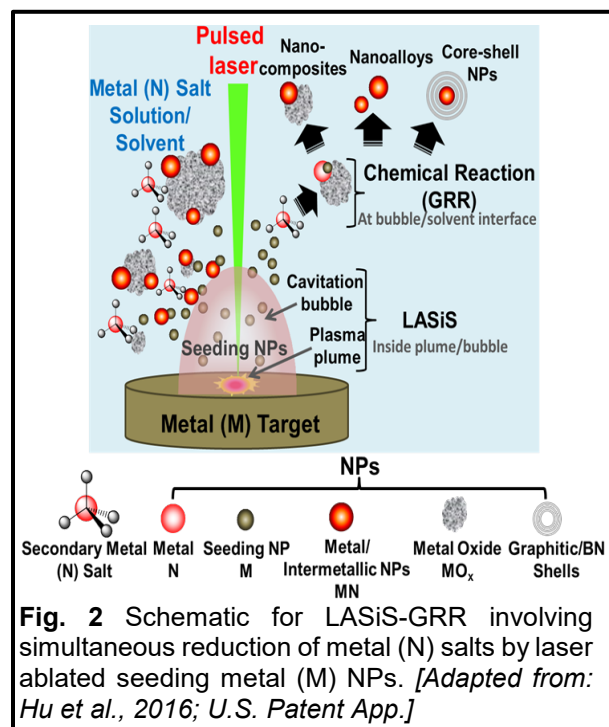 Pulsed
laser
Nano-
composites
Nanoalloys
Core-shell
NPs
Metal (N) Salt
Solution/
Solvent
Chemical Reaction
(GRR)
At bubble/solvent interface
Cavitation
bubble
Plasma
plume
LASiS
Inside plume/bubble
Seeding NPs
Metal (M) Target
NPs
Secondary Metal
(N) Salt
Metal
N
Seeding NP
M
Metal/
Intermetallic NPs
MN
Metal Oxide
MOx
Graphitic/BN
Shells
Fig. 2 Schematic for LASiS-GRR involving
simultaneous reduction of metal (N) salts by laser
ablated seeding metal (M) NPs. [Adapted from:
Hu et al., 2016; U.S. Patent App.]